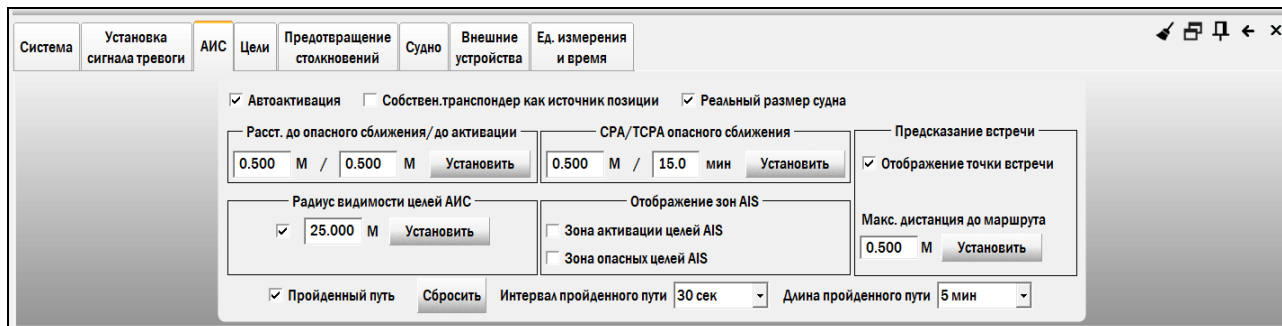 Система
Установка
сигнала тревоги
АИС
Цели
Предотвращение
столкновений
Судно
Внешние
устройства
Ед. измерения
и время
Автоактивация
Собствен.транспондер как источник позиции
Реальный размер судна
Расст. до опасного сближения/до активации
0.500 М / 0.500 М Установить
CPA/TCPA опасного сближения
0.500 М / 15.0 мин Установить
Предсказание встречи
Отображение точки встречи
Макс. дистанция до маршрута
0.500 М Установить
Радиус видимости целей АИС
25.000 М Установить
Отображение зон AIS
Зона активации целей AIS
Зона опасных целей AIS
Пройденный путь Сбросить Интервал пройденного пути 30 сек Длина пройденного пути 5 мин